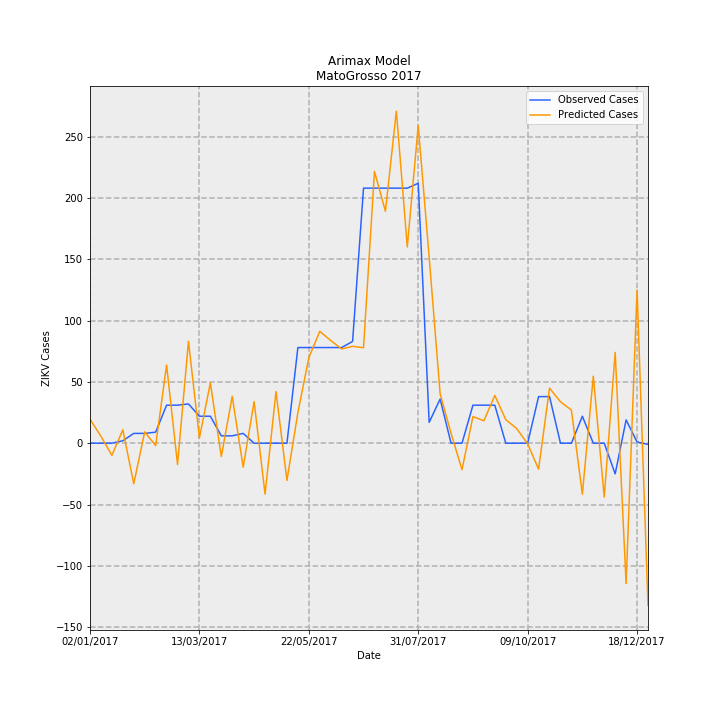 Arimax Model
MatoGrosso 2017
Observed Cases
Predicted Cases
ZIKV Cases
250
200
150
100
50
0
−50
−100
−150
02/01/2017 13/03/2017 22/05/2017 31/07/2017 09/10/2017 18/12/2017
Date